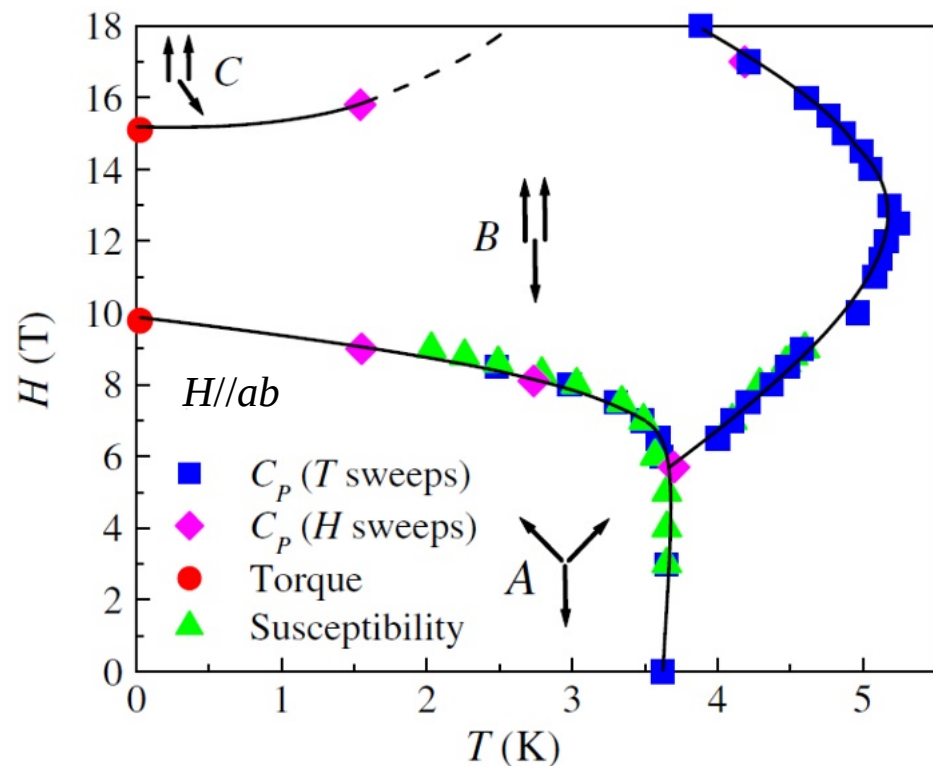 18
16
14
12
10
8
6
4
2
0
H (T)
C
B
H//ab
C_P (T sweeps)
C_P (H sweeps)
Torque
Susceptibility
A
0 1 2 3 4 5
T (K)